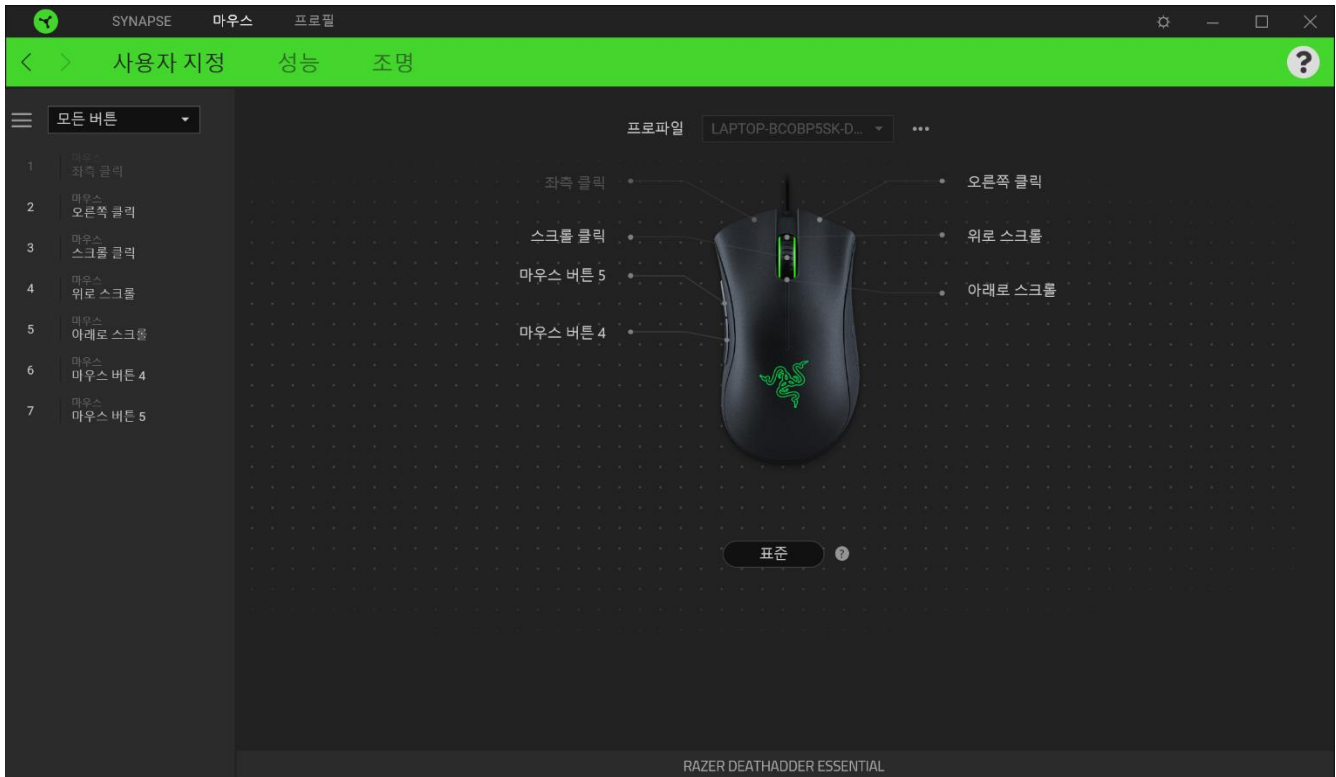 SYNAPSE 마우스 프로필
사용자 지정 성능 조명 ?
모든 버튼
프로파일 LAPTOP-BCOBP5SK-D...
1 마우스
좌측 클릭
2 마우스
오른쪽 클릭
3 마우스
스크롤 클릭
4 마우스
위로 스크롤
5 마우스
아래로 스크롤
6 마우스
마우스 버튼 4
7 마우스
마우스 버튼 5
좌측 클릭
스크롤 클릭
마우스 버튼 5
마우스 버튼 4
오른쪽 클릭
위로 스크롤
아래로 스크롤
표준 ?
RAZER DEATHADDER ESSENTIAL